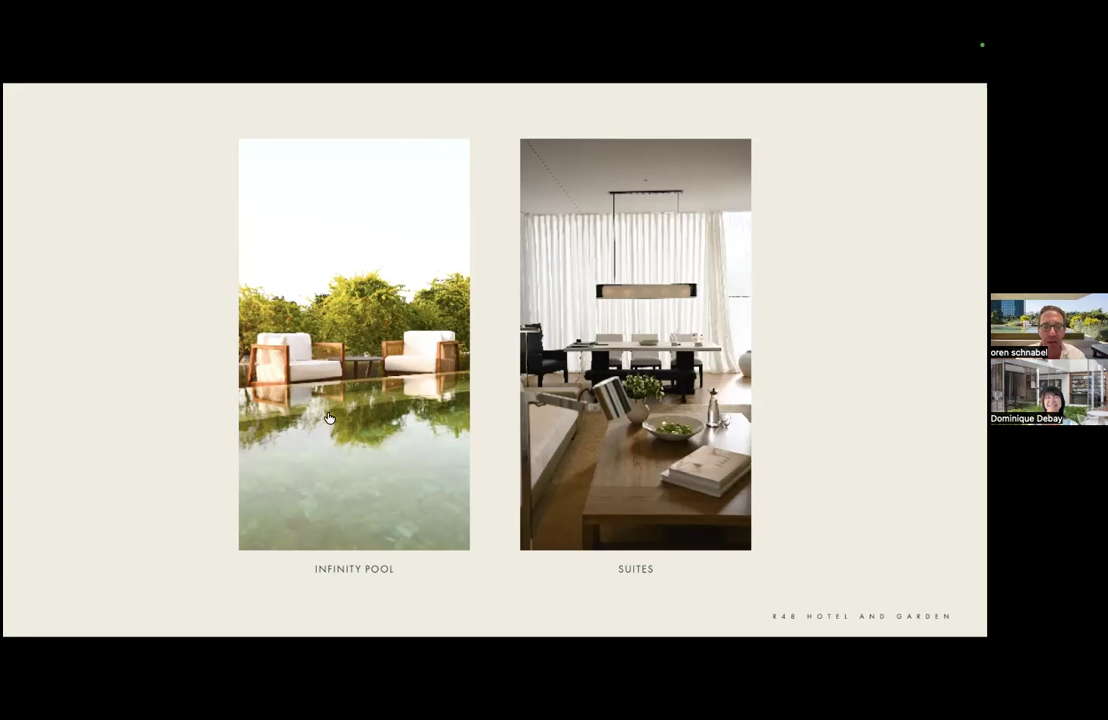 INFINITY POOL
SUITES
R48 HOTEL AND GARDEN
oren schnabel
Dominique Debay